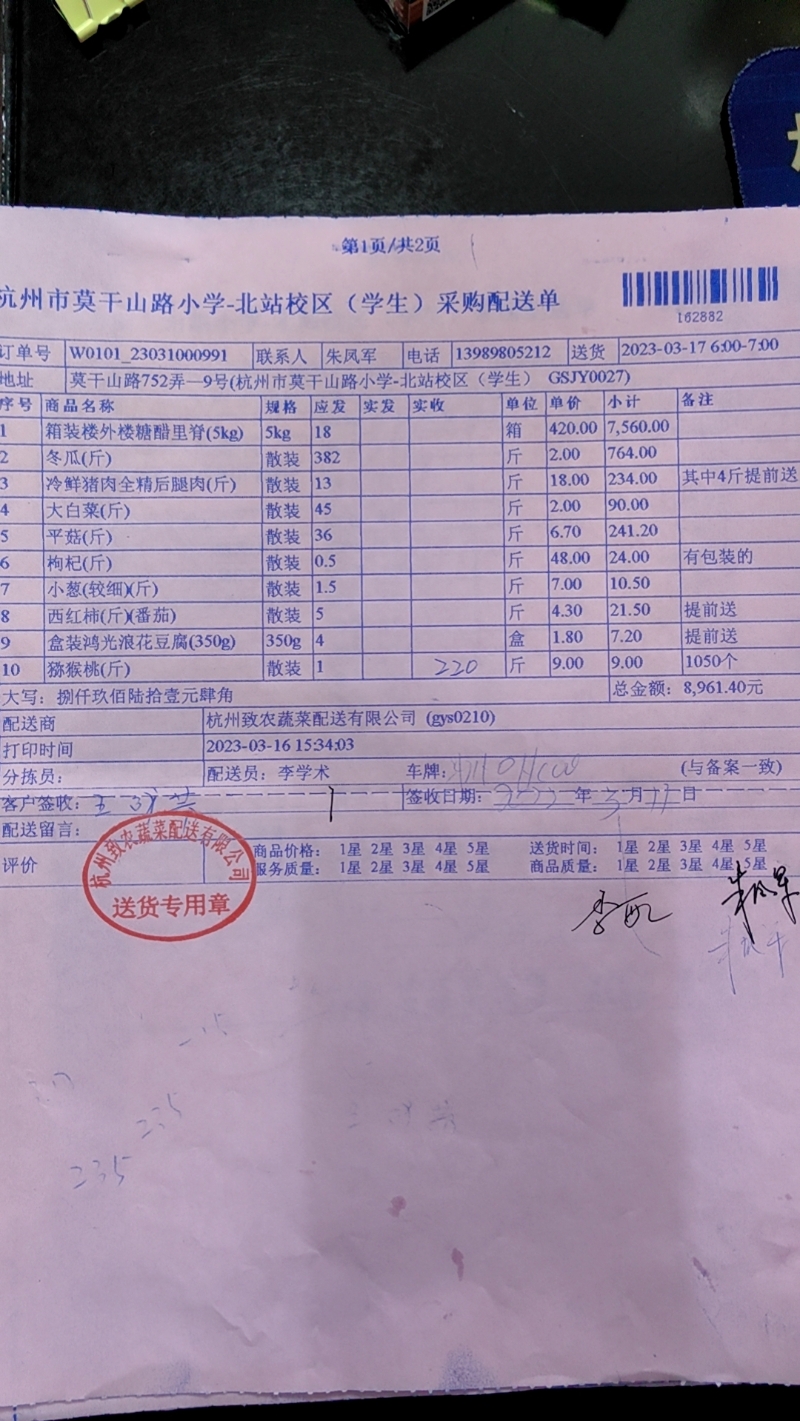 第1页/共2页
杭州市莫干山路小学-北站校区（学生）采购配送单
162882
订单号 W0101_23031000991 联系人 朱凤军 电话 13989805212 送货 2023-03-17 6:00-7:00
地址 莫干山路752弄一9号(杭州市莫干山路小学-北站校区（学生） GSJY0027)
序号 商品名称 规格 应发 实发 实收 单位 单价 小计 备注
1 箱装楼外楼糖醋里脊(5kg) 5kg 18 箱 420.00 7,560.00
2 冬瓜(斤) 散装 382 斤 2.00 764.00
3 冷鲜猪肉全精后腿肉(斤) 散装 13 斤 18.00 234.00 其中4斤提前送
4 大白菜(斤) 散装 45 斤 2.00 90.00
5 平菇(斤) 散装 36 斤 6.70 241.20
6 枸杞(斤) 散装 0.5 斤 48.00 24.00 有包装的
7 小葱(较细)(斤) 散装 1.5 斤 7.00 10.50
8 西红柿(斤)(番茄) 散装 5 斤 4.30 21.50 提前送
9 盒装鸿光浪花豆腐(350g) 350g 4 盒 1.80 7.20 提前送
10 猕猴桃(斤) 散装 1 220 斤 9.00 9.00 1050个
大写：捌仟玖佰陆拾壹元肆角 总金额：8,961.40元
配送商 杭州致农蔬菜配送有限公司 (gys0210)
打印时间 2023-03-16 15:34:03
分拣员： 配送员：李学术 车牌： (与备案一致)
客户签收： 签收日期： 年 3 月 17 日
配送留言：
评价 商品价格： 1星 2星 3星 4星 5星 送货时间： 1星 2星 3星 4星 5星
服务质量： 1星 2星 3星 4星 5星 商品质量： 1星 2星 3星 4星 5星
杭州致农蔬菜配送有限公司
送货专用章
235
235